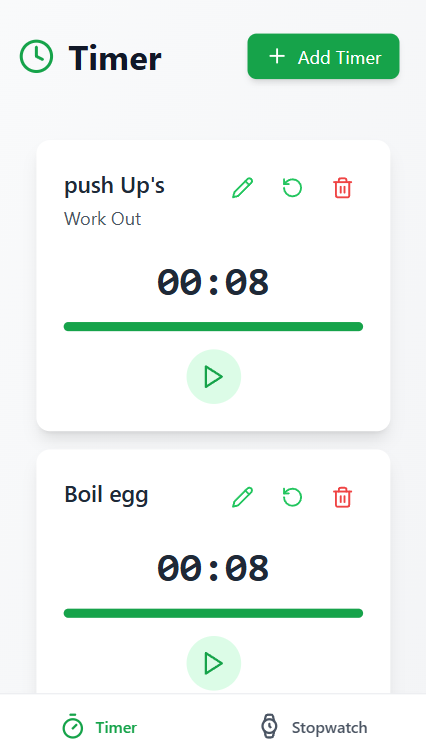 Timer
Add Timer
push Up's
Work Out
00:08
Boil egg
00:08
Timer
Stopwatch